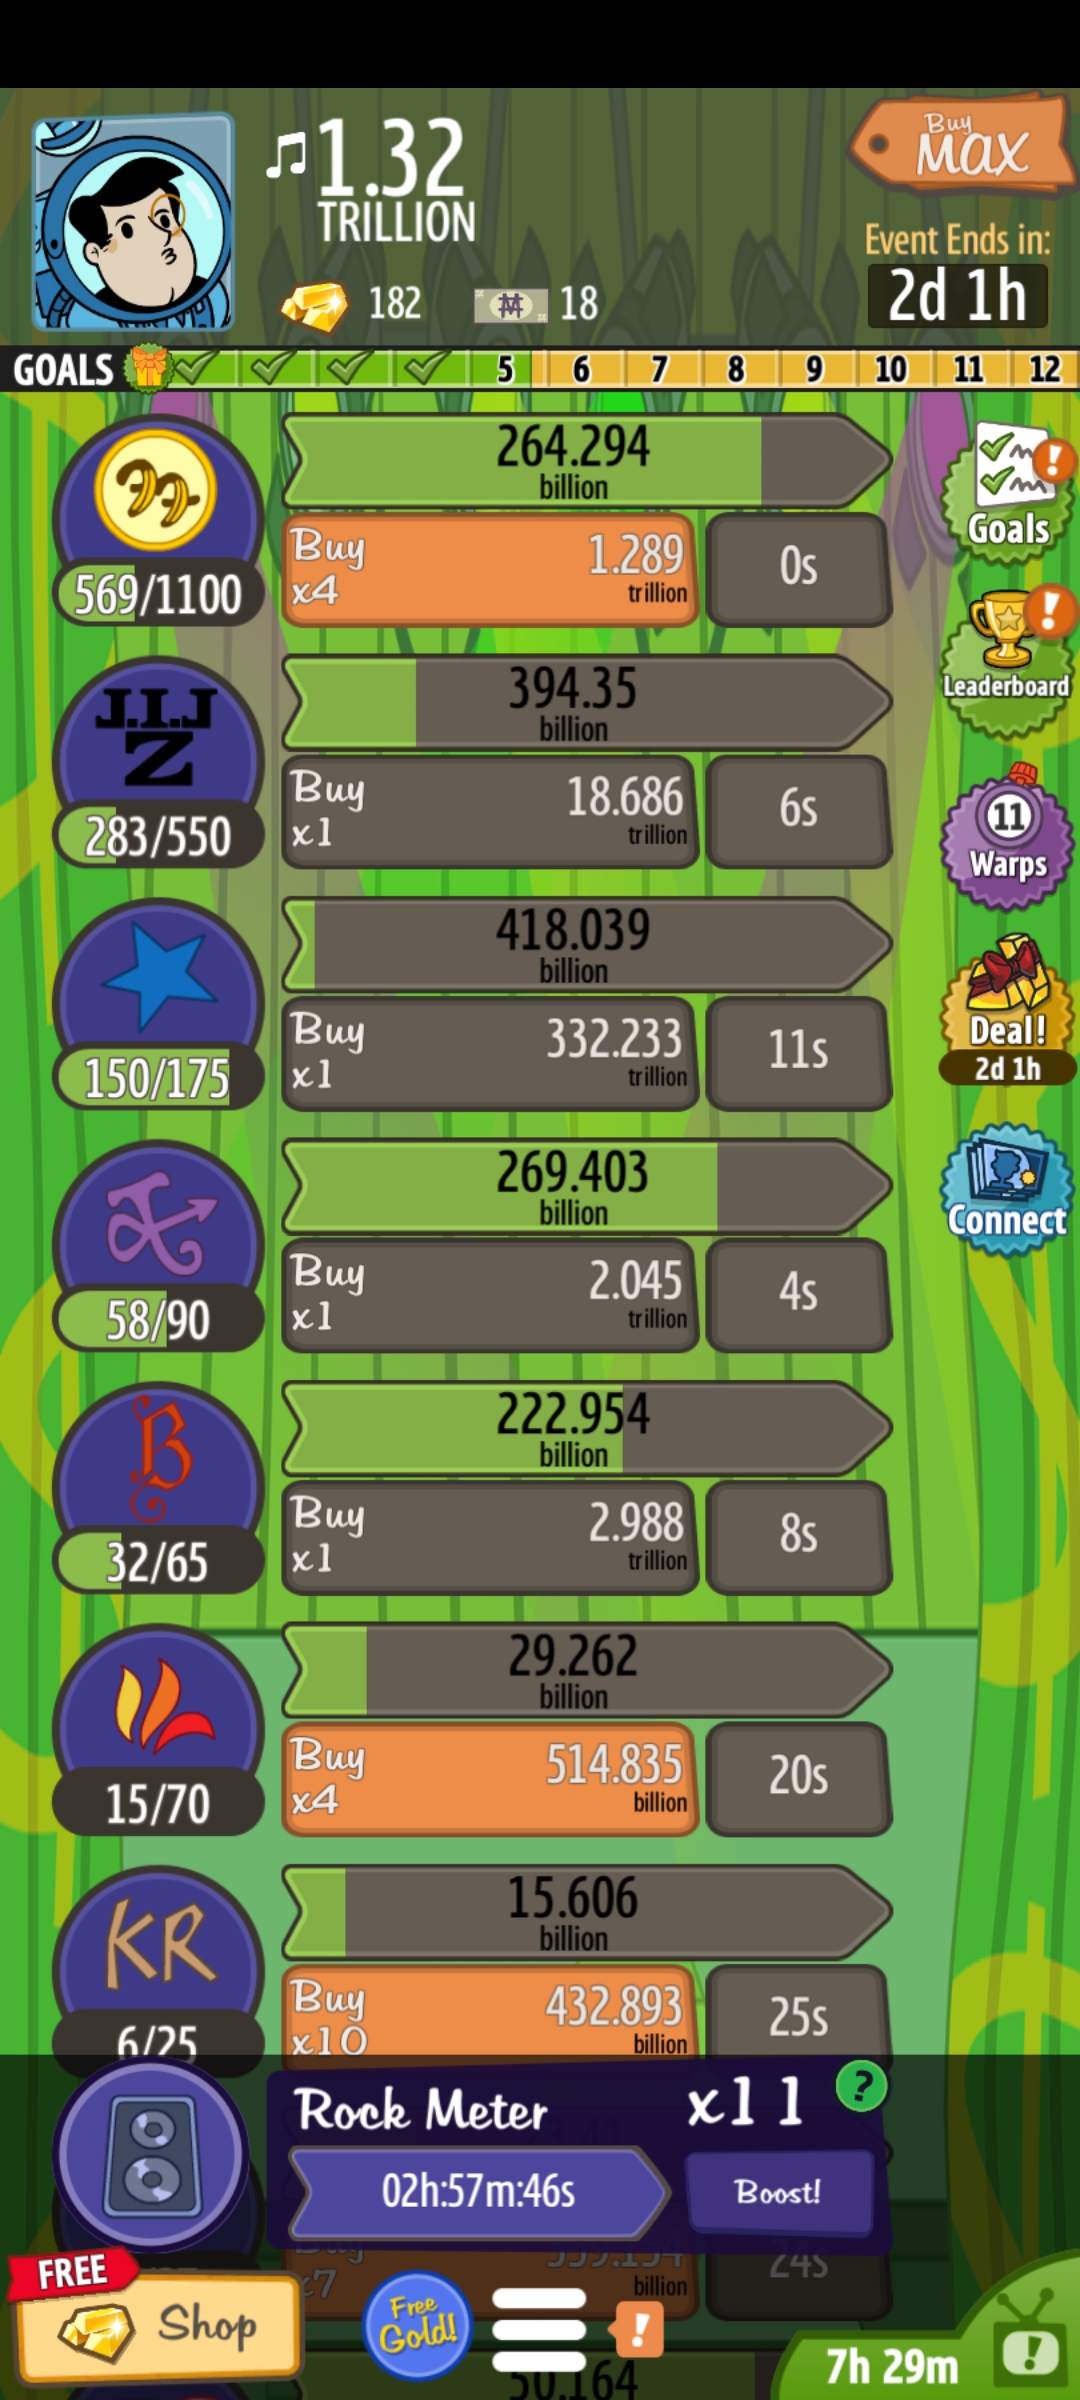 1.32
TRILLION
Buy
MAX
Event Ends in:
2d 1h
182
18
GOALS 5 6 7 8 9 10 11 12
264.294
billion
569/1100
Buy
x4
1.289
trillion
0s
Goals
J.I.J
Z
394.35
billion
283/550
Buy
x1
18.686
trillion
6s
Leaderboard
11
Warps
418.039
billion
150/175
Buy
x1
332.233
trillion
11s
Deal!
2d 1h
269.403
billion
58/90
Buy
x1
2.045
trillion
4s
Connect
B
222.954
billion
32/65
Buy
x1
2.988
trillion
8s
29.262
billion
15/70
Buy
x4
514.835
billion
20s
KR
15.606
billion
6/25
Buy
x10
432.893
billion
25s
Rock Meter
x11
?
02h:57m:46s
Boost!
Buy
x7
billion
24s
FREE
Shop
Free
Gold!
!
50.164
7h 29m